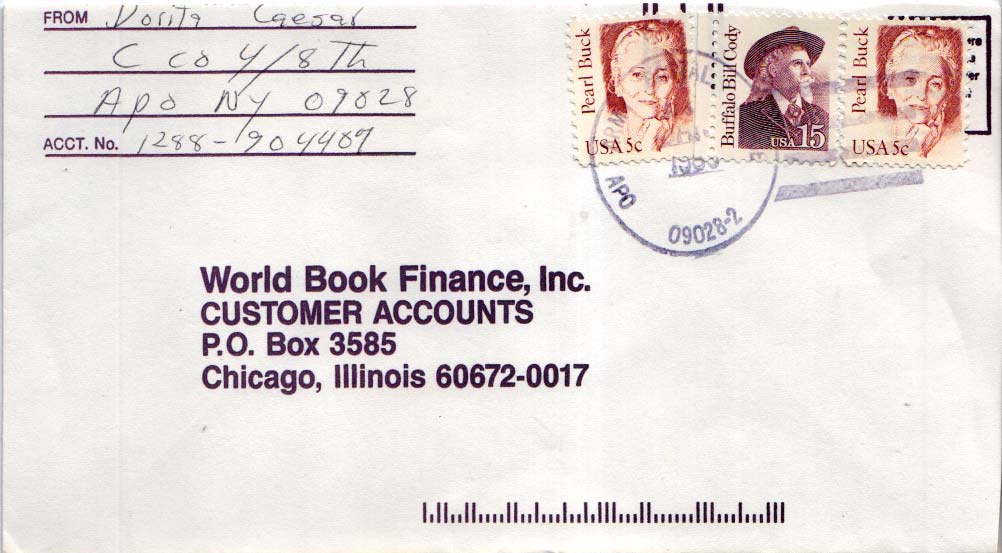 FROM Dorita Caesar
C co 4/8th
APO NY 09028
ACCT. No. 1288-904487
Pearl Buck
USA 5c
Buffalo Bill Cody
USA 15
Pearl Buck
USA 5c
APO
09028-2
World Book Finance, Inc.
CUSTOMER ACCOUNTS
P.O. Box 3585
Chicago, Illinois 60672-0017